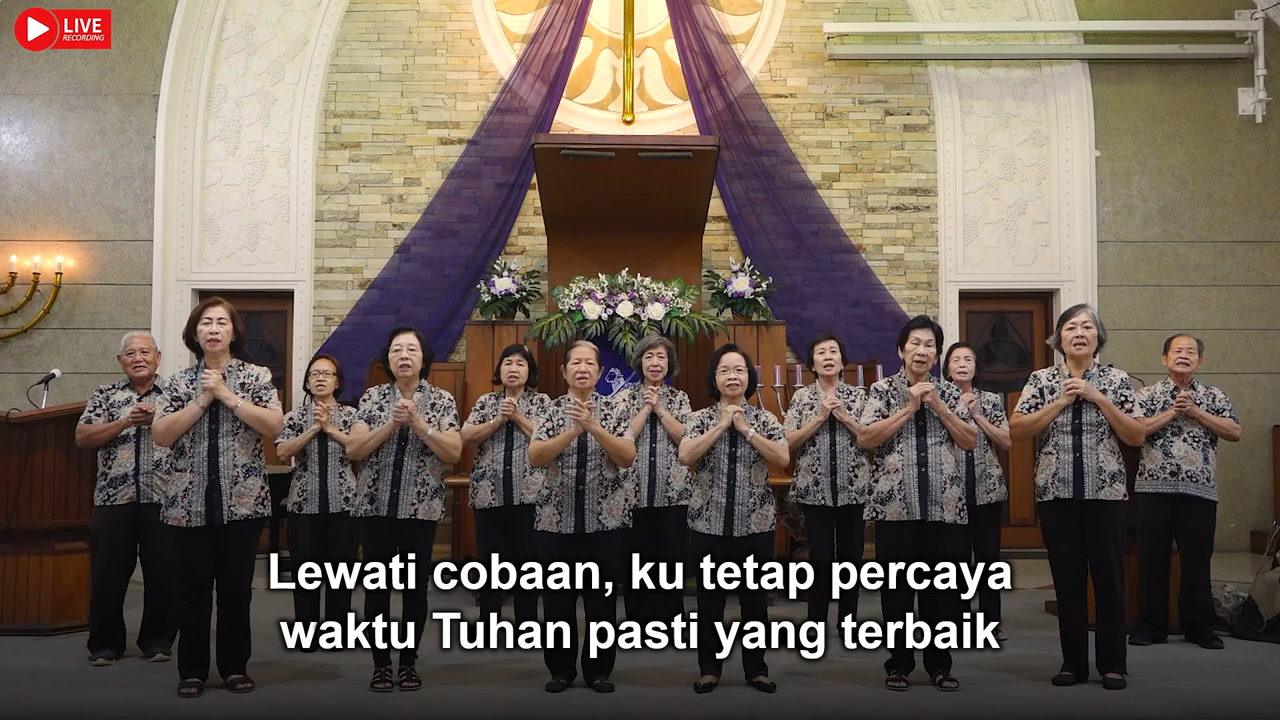 LIVE
RECORDING
Lewati cobaan, ku tetap percaya
waktu Tuhan pasti yang terbaik